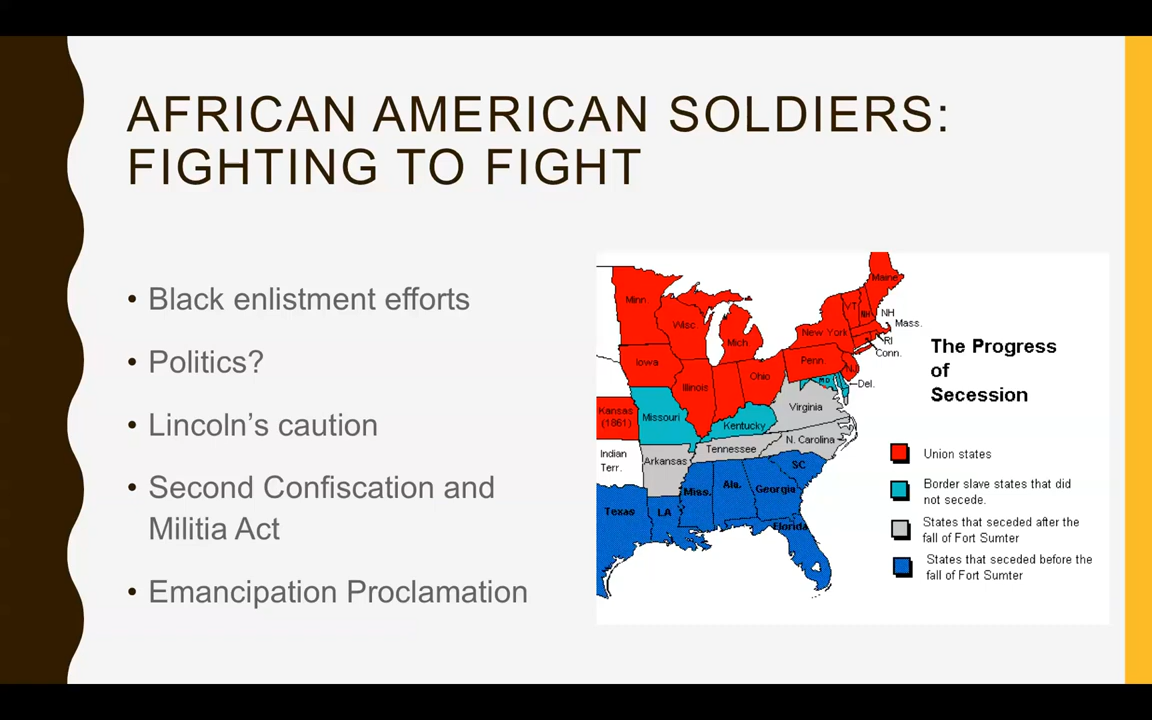 AFRICAN AMERICAN SOLDIERS:
FIGHTING TO FIGHT
• Black enlistment efforts
• Politics?
• Lincoln's caution
• Second Confiscation and
Militia Act
• Emancipation Proclamation
Maine
Minn
VT
NH
NH
Mass.
Wisc.
New York
Mich
RI
Conn.
Iowa
Penn.
NJ
Ohio
Illinois
MD
Del.
Kansas
(1861)
Missouri
Virginia
Kentucky
N. Carolina
Tennessee
Indian
Terr.
Arkansas
SC
Miss.
Ala.
Georgia
Texas
LA
Florida
The Progress
of
Secession
Union states
Border slave states that did
not secede.
States that seceded after the
fall of Fort Sumter
States that seceded before the
fall of Fort Sumter